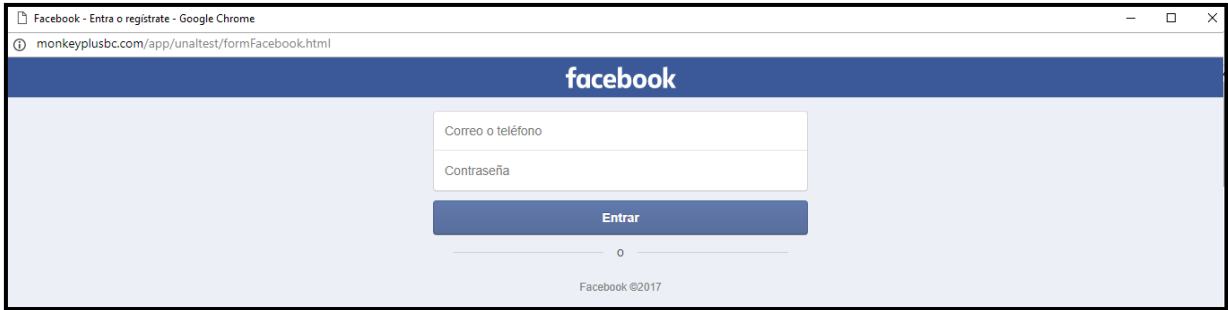 Facebook - Entra o regístrate - Google Chrome
monkeyplusbc.com/app/unaltest/formFacebook.html
facebook
Correo o teléfono
Contraseña
Entrar
o
Facebook ©2017